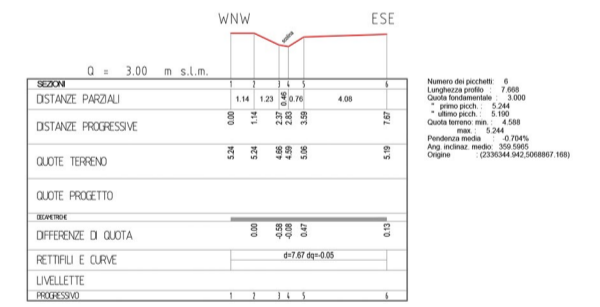 WNW ESE
scolina
Q = 3.00 m s.l.m.
SEZIONI 1 2 3 4 5 6
DISTANZE PARZIALI 1.14 1.23 0.46 0.76 4.08
DISTANZE PROGRESSIVE 0.00 1.14 2.37 2.83 3.59 7.67
QUOTE TERRENO 5.24 5.24 4.66 4.59 5.06 5.19
QUOTE PROGETTO
DECAMETRICHE
DIFFERENZE DI QUOTA 0.00 -0.58 -0.08 0.47 0.13
RETTIFILI E CURVE d=7.67 dq=-0.05
LIVELLETTE
PROGRESSIVO 1 2 3 4 5 6
Numero dei picchetti: 6
Lunghezza profilo : 7.668
Quota fondamentale : 3.000
" primo picch. : 5.244
" ultimo picch. : 5.190
Quota terreno: min. : 4.588
max. : 5.244
Pendenza media : -0.704%
Ang. inclinaz. medio: 359.5965
Origine : (2336344.942,5068867.168)